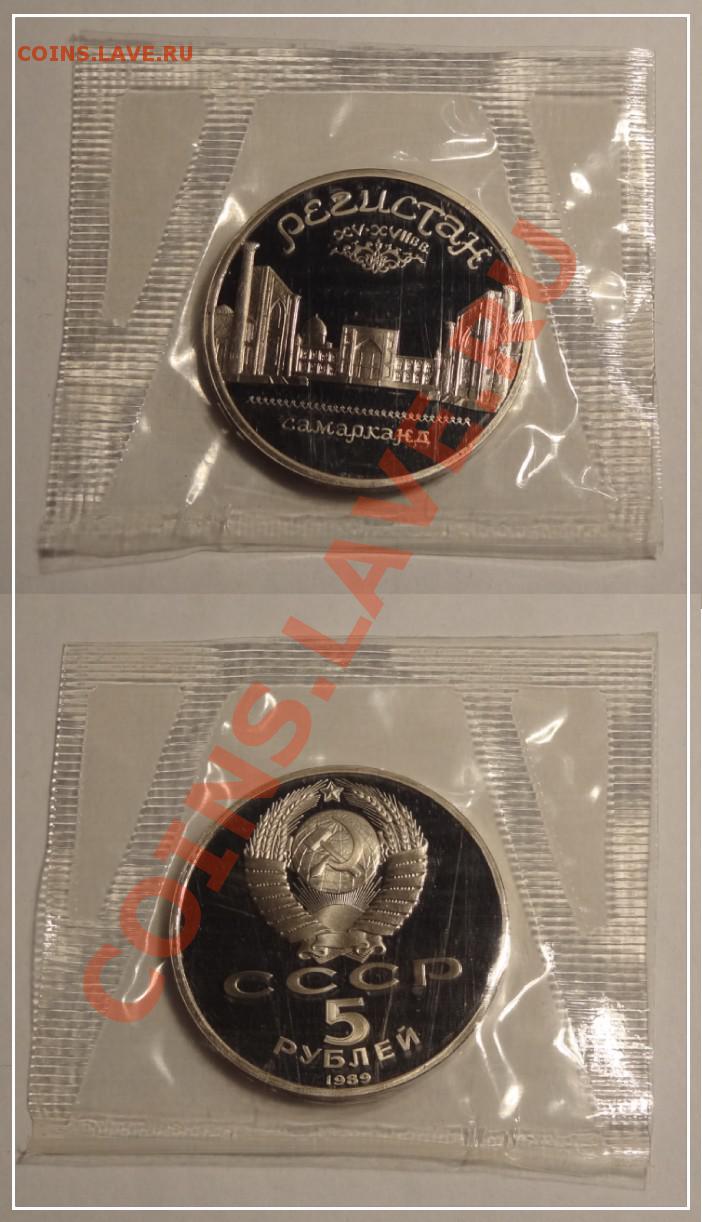 COINS.LAVE.RU
РЕГИСТАН
XV-XVIIвв.
самарканд
COINS.LAVE.RU
СССР
5
РУБЛЕЙ
1989